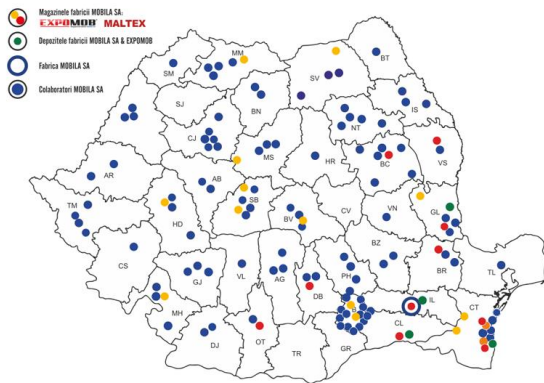 Magazinele fabricii MOBILA SA:
EXPOMOB MALTEX
Depozitele fabricii MOBILA SA & EXPOMOB
Fabrica MOBILA SA
Colaboratori MOBILA SA
MM
SM
BT
SV
SJ
BN
IS
NT
CJ
MS
HR
BC
VS
AR
AB
TM
SB
HD
BV
CV
VN
GL
CS
BZ
GJ
VL
AG
PH
DB
BR
TL
MH
IL
CT
CL
DJ
OT
TR
GR